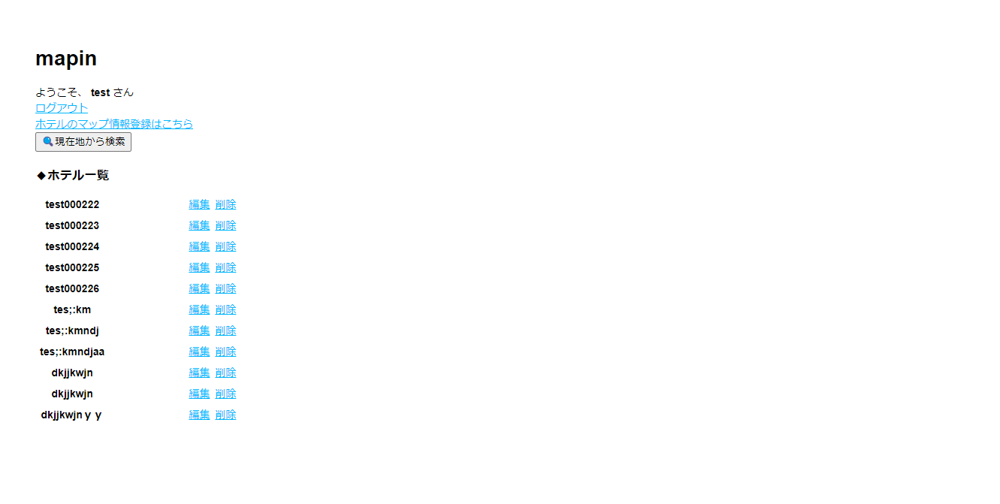 mapin
ようこそ、 test さん
ログアウト
ホテルのマップ情報登録はこちら
🔍現在地から検索
◆ホテル一覧
test000222 編集 削除
test000223 編集 削除
test000224 編集 削除
test000225 編集 削除
test000226 編集 削除
tes;:km 編集 削除
tes;:kmndj 編集 削除
tes;:kmndjaa 編集 削除
dkjjkwjn 編集 削除
dkjjkwjn 編集 削除
dkjjkwjnｙｙ 編集 削除